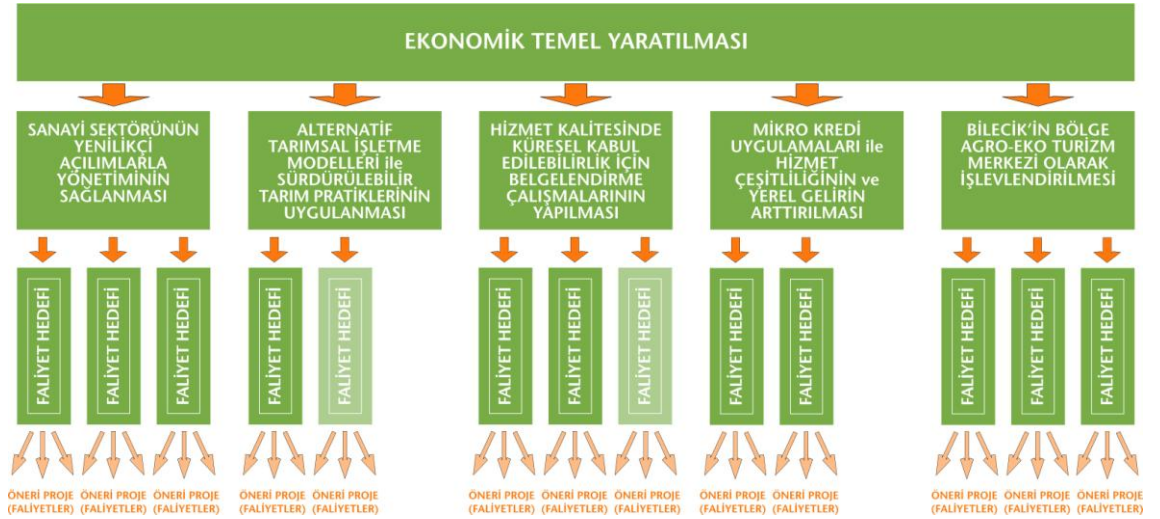 EKONOMİK TEMEL YARATILMASI
SANAYİ SEKTÖRÜNÜN
YENİLİKÇİ
AÇILIMLARLA
YÖNETİMİNİN
SAĞLANMASI
ALTERNATİF
TARIMSAL İŞLETME
MODELLERİ ile
SÜRDÜRÜLEBİLİR
TARIM PRATİKLERİNİN
UYGULANMASI
HİZMET KALİTESİNDE
KÜRESEL KABUL
EDİLEBİLİRLİK İÇİN
BELGELENDİRME
ÇALIŞMALARININ
YAPILMASI
MİKRO KREDİ
UYGULAMALARI ile
HİZMET
ÇEŞİTLİLİĞİNİN ve
YEREL GELİRİN
ARTTIRILMASI
BİLECİK'İN BÖLGE
AGRO-EKO TURİZM
MERKEZİ OLARAK
İŞLEVLENDİRİLMESİ
FALİYET HEDEFİ
FALİYET HEDEFİ
FALİYET HEDEFİ
FALİYET HEDEFİ
FALİYET HEDEFİ
FALİYET HEDEFİ
FALİYET HEDEFİ
FALİYET HEDEFİ
FALİYET HEDEFİ
FALİYET HEDEFİ
FALİYET HEDEFİ
FALİYET HEDEFİ
FALİYET HEDEFİ
ÖNERİ PROJE
(FALİYETLER)
ÖNERİ PROJE
(FALİYETLER)
ÖNERİ PROJE
(FALİYETLER)
ÖNERİ PROJE
(FALİYETLER)
ÖNERİ PROJE
(FALİYETLER)
ÖNERİ PROJE
(FALİYETLER)
ÖNERİ PROJE
(FALİYETLER)
ÖNERİ PROJE
(FALİYETLER)
ÖNERİ PROJE
(FALİYETLER)
ÖNERİ PROJE
(FALİYETLER)
ÖNERİ PROJE
(FALİYETLER)
ÖNERİ PROJE
(FALİYETLER)
ÖNERİ PROJE
(FALİYETLER)